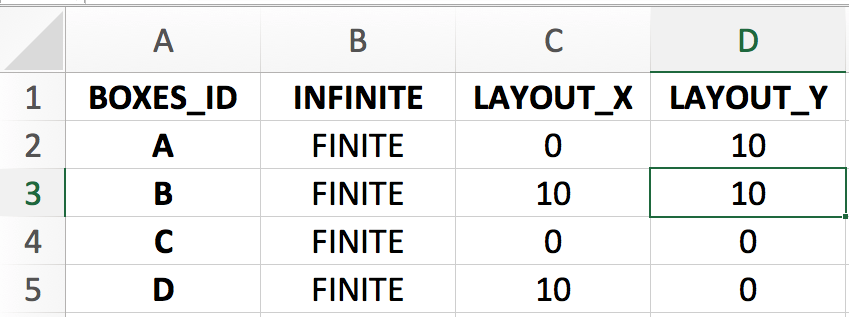 A B C D
1 BOXES_ID INFINITE LAYOUT_X LAYOUT_Y
2 A FINITE 0 10
3 B FINITE 10 10
4 C FINITE 0 0
5 D FINITE 10 0